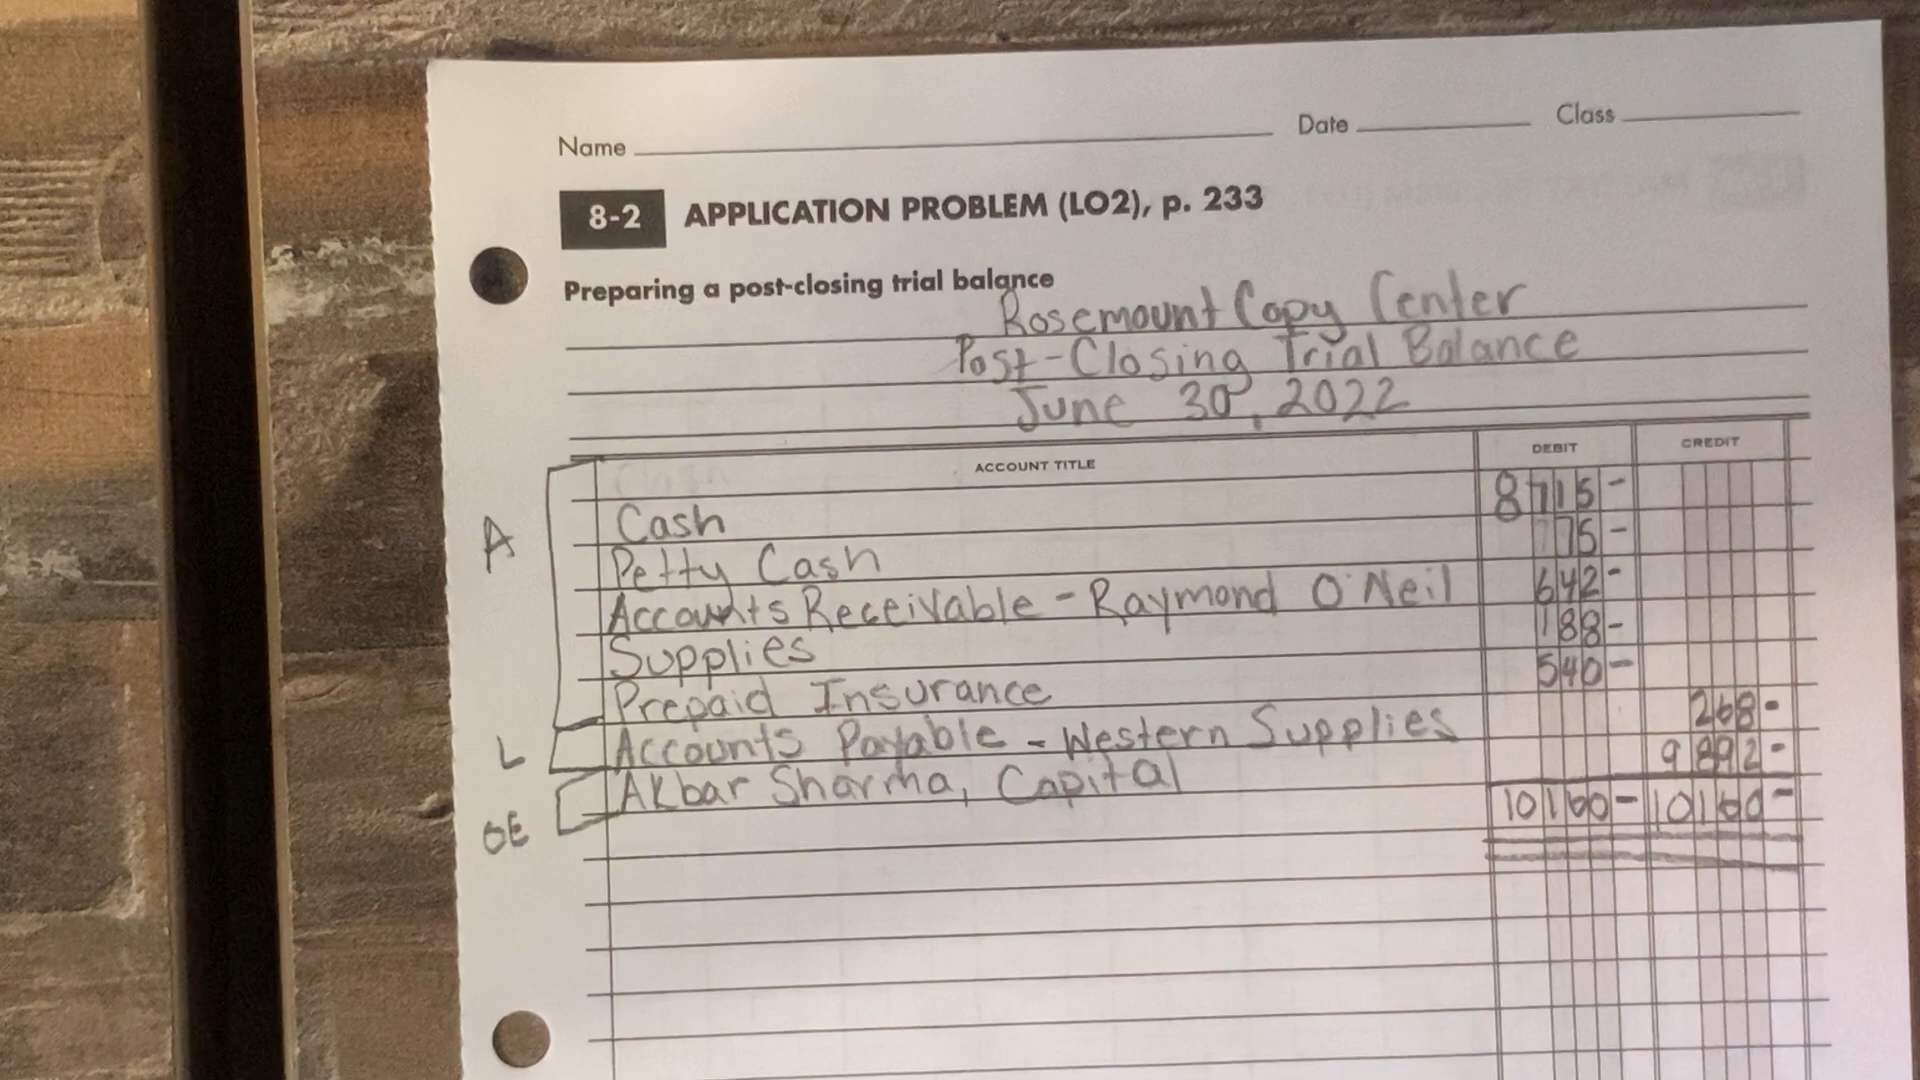 Name Date Class
8-2 APPLICATION PROBLEM (LO2), p. 233
Preparing a post-closing trial balance
Rosemount Copy Center
Post-Closing Trial Balance
June 30, 2022
ACCOUNT TITLE DEBIT CREDIT
A
Cash 8715-
Petty Cash 75-
Accounts Receivable - Raymond O'Neil 642-
Supplies 188-
Prepaid Insurance 540-
L Accounts Payable - Western Supplies 268-
OE Akbar Sharma, Capital 9892-
10160- 10160-